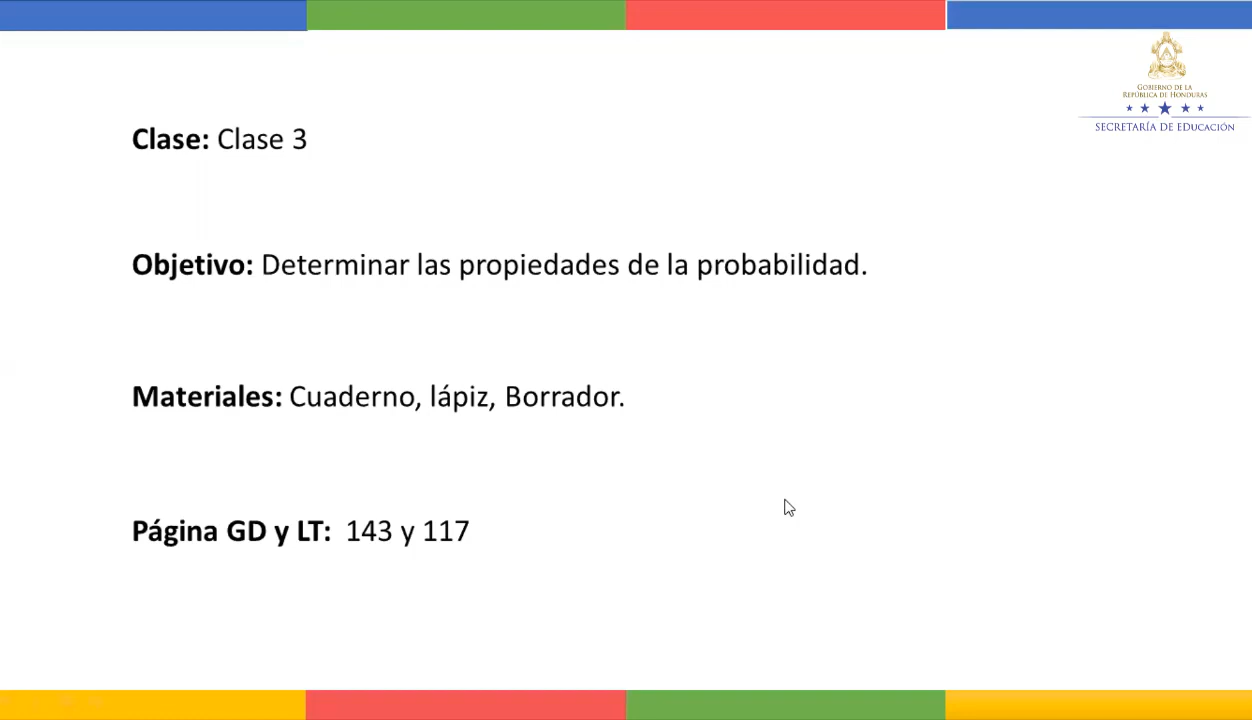 GOBIERNO DE LA
REPÚBLICA DE HONDURAS
SECRETARÍA DE EDUCACIÓN
Clase: Clase 3
Objetivo: Determinar las propiedades de la probabilidad.
Materiales: Cuaderno, lápiz, Borrador.
Página GD y LT: 143 y 117